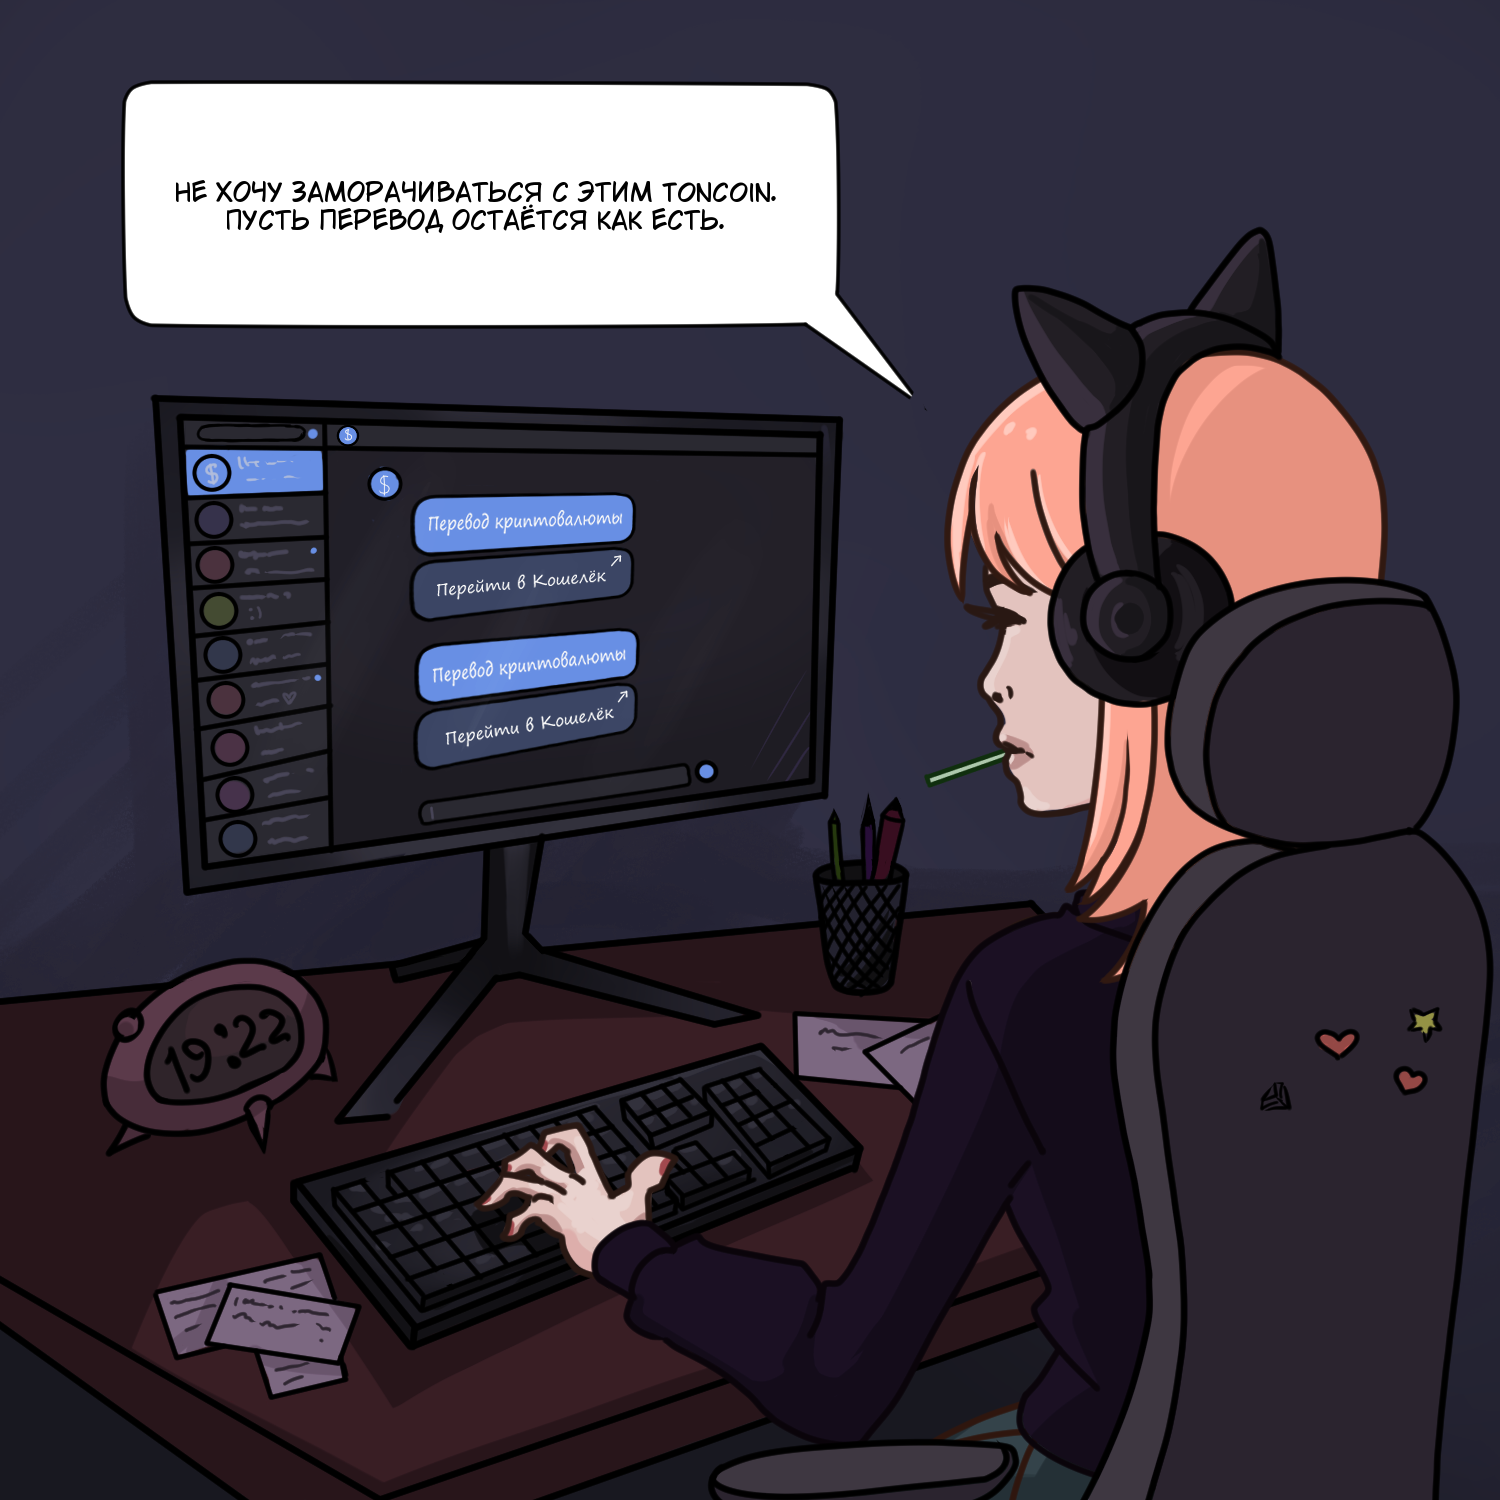 НЕ ХОЧУ ЗАМОРАЧИВАТЬСЯ С ЭТИМ TONCOIN.
ПУСТЬ ПЕРЕВОД ОСТАЁТСЯ КАК ЕСТЬ.
$
$
$
Перевод криптовалюты
Перейти в Кошелёк
:)
Перевод криптовалюты
Перейти в Кошелёк
19:22